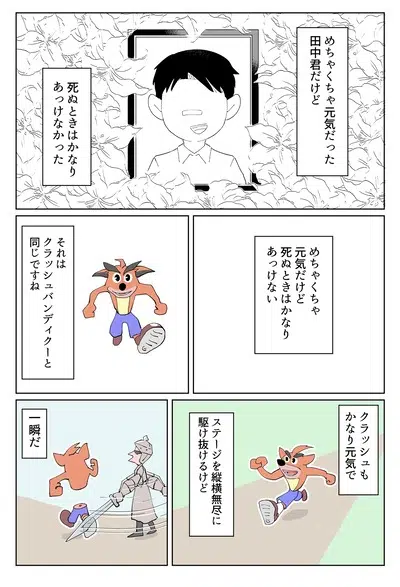 めちゃくちゃ元気だった
田中君だけど
死ぬときはかなり
あっけなかった
めちゃくちゃ
元気だけど
死ぬときはかなり
あっけない
それは
クラッシュバンディクーと
同じですね
クラッシュも
かなり元気で
ステージを縦横無尽に
駆け抜けるけど
一瞬だ